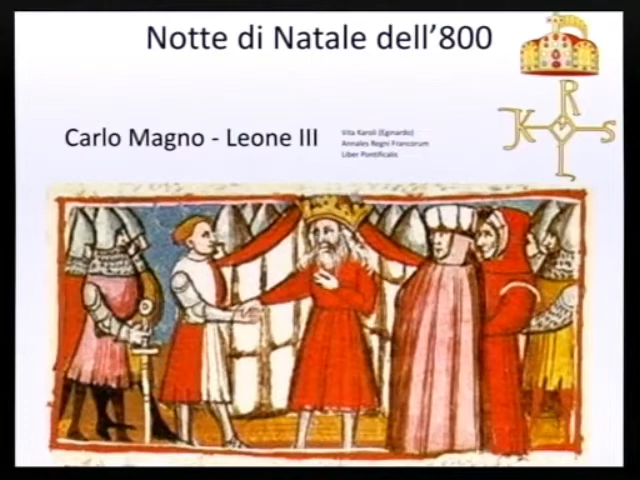 Notte di Natale dell'800
Carlo Magno - Leone III
Vita Karoli (Eginardo)
Annales Regni Francorum
Liber Pontificalis
K R L S